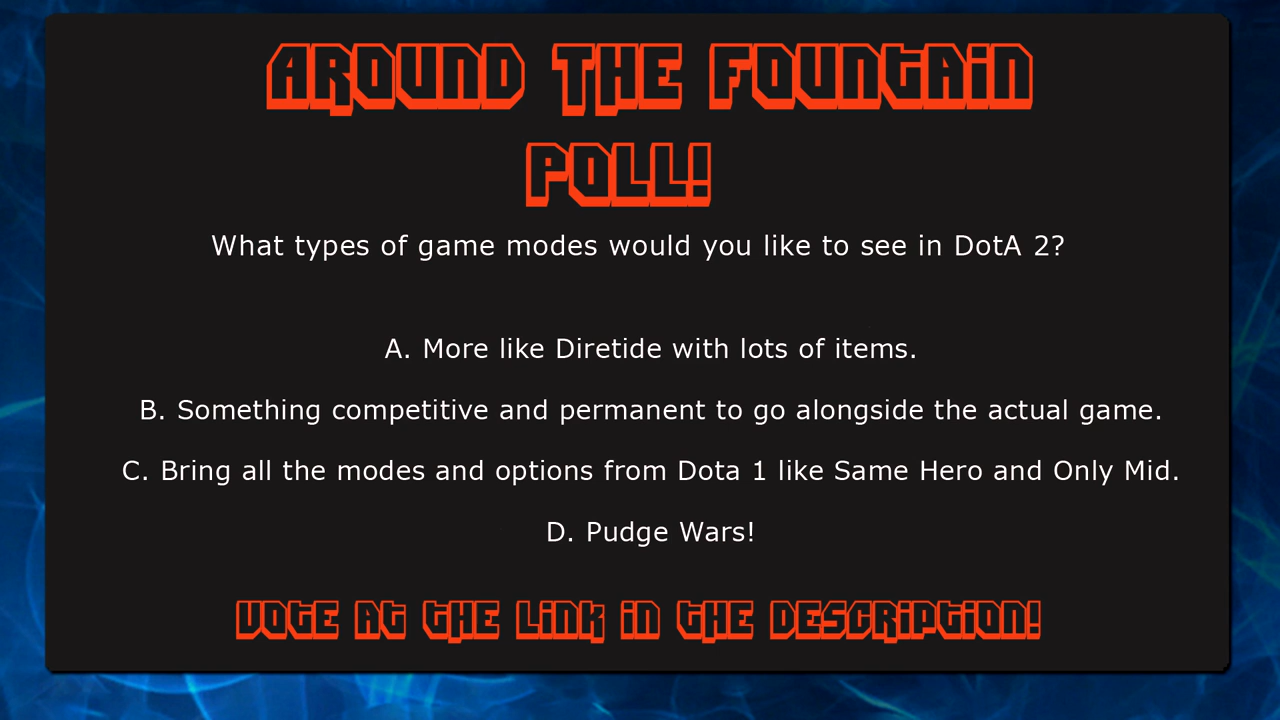 AROUND THE FOUNTAIN
POLL!
What types of game modes would you like to see in DotA 2?
A. More like Diretide with lots of items.
B. Something competitive and permanent to go alongside the actual game.
C. Bring all the modes and options from Dota 1 like Same Hero and Only Mid.
D. Pudge Wars!
VOTE AT THE LINK IN THE DESCRIPTION!